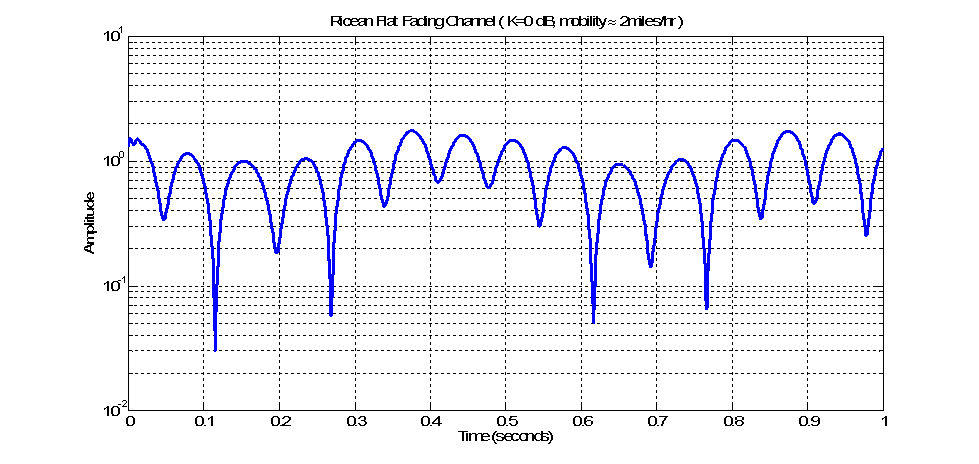 Ricean Flat Fading Channel ( K=0 dB, mobility ≈ 2miles/hr )
10^1
10^0
10^-1
10^-2
Amplitude
0 0.1 0.2 0.3 0.4 0.5 0.6 0.7 0.8 0.9 1
Time (seconds)